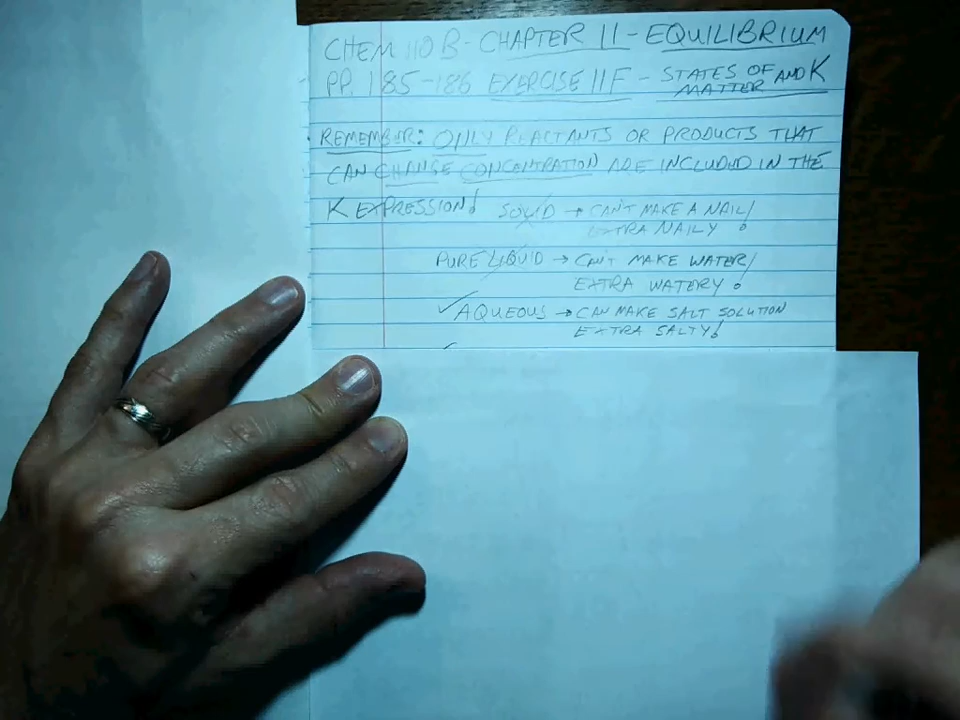 CHEM 110B - CHAPTER 11 - EQUILIBRIUM
PP. 185-186 EXERCISE 11F - STATES OF MATTER AND K
REMEMBER: ONLY REACTANTS OR PRODUCTS THAT
CAN CHANGE CONCENTRATION ARE INCLUDED IN THE
K EXPRESSION! SOLID → CAN'T MAKE A NAIL
EXTRA NAILY!
PURE LIQUID → CAN'T MAKE WATER
EXTRA WATERY!
✓ AQUEOUS → CAN MAKE SALT SOLUTION
EXTRA SALTY!